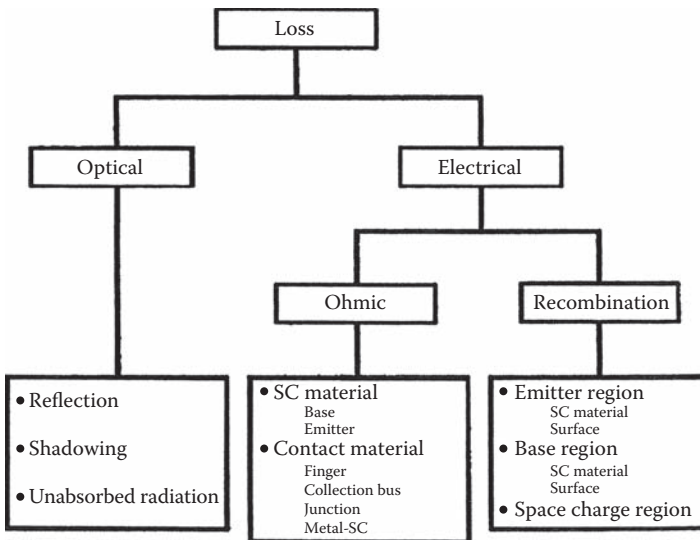 Loss
Optical
Electrical
Ohmic
Recombination
• Reflection
• Shadowing
• Unabsorbed radiation
• SC material
Base
Emitter
• Contact material
Finger
Collection bus
Junction
Metal-SC
• Emitter region
SC material
Surface
• Base region
SC material
Surface
• Space charge region